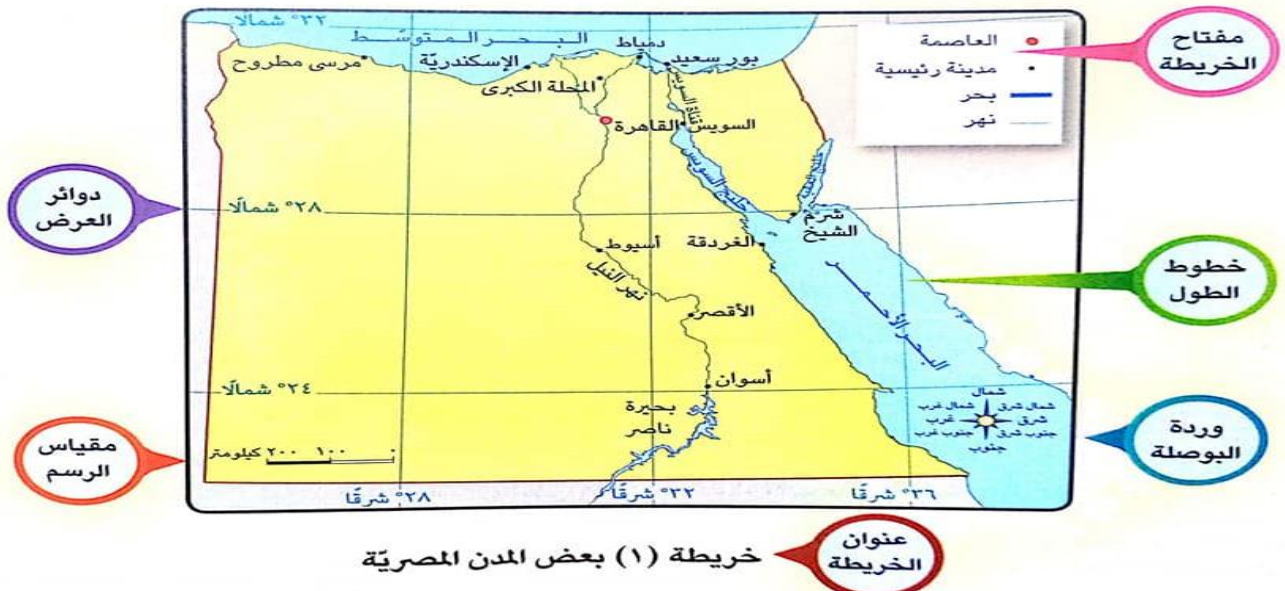 مفتاح
الخريطة
العاصمة
مدينة رئيسية
بحر
نهر
٣٢° شمالًا
البحر المتوسّط
دمياط
بور سعيد
الإسكندريّة
مرسى مطروح
المحلة الكبرى
قناة السويس
السويس
القاهرة
خليج السويس
خليج العقبة
دوائر
العرض
٢٨° شمالًا
شرم
الشيخ
الغردقة
أسيوط
نهر النيل
خطوط
الطول
الأقصر
البحر الأحمر
٢٤° شمالًا
أسوان
بحيرة
ناصر
شمال
شمال شرق
شمال غرب
شرق
غرب
جنوب شرق
جنوب غرب
جنوب
وردة
البوصلة
مقياس
الرسم
٠ ١٠٠ ٢٠٠ كيلومتر
٢٨° شرقًا
٣٢° شرقًا
٣٦° شرقًا
عنوان
الخريطة
خريطة (١) بعض المدن المصريّة